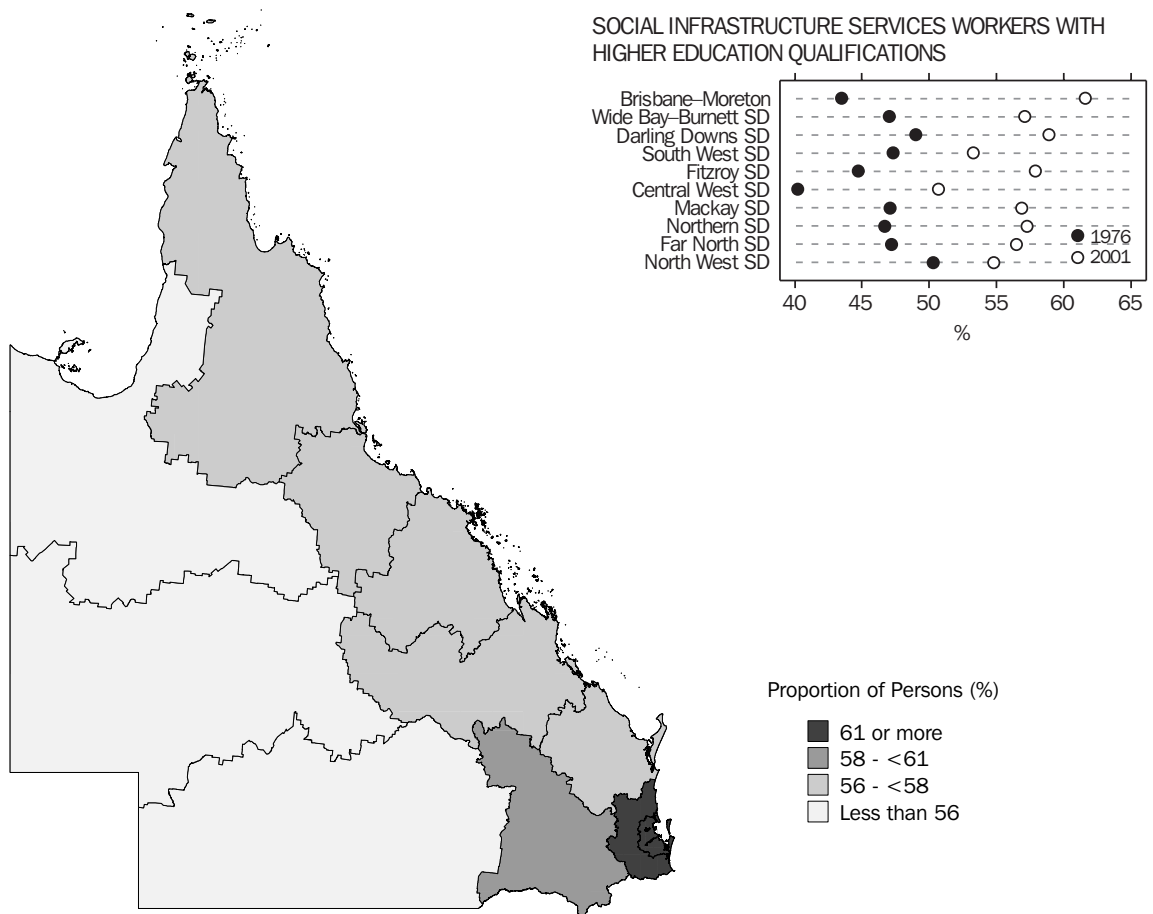 SOCIAL INFRASTRUCTURE SERVICES WORKERS WITH
HIGHER EDUCATION QUALIFICATIONS
Brisbane–Moreton
Wide Bay–Burnett SD
Darling Downs SD
South West SD
Fitzroy SD
Central West SD
Mackay SD
Northern SD
Far North SD
North West SD
1976
2001
40 45 50 55 60 65
%
Proportion of Persons (%)
61 or more
58 - <61
56 - <58
Less than 56